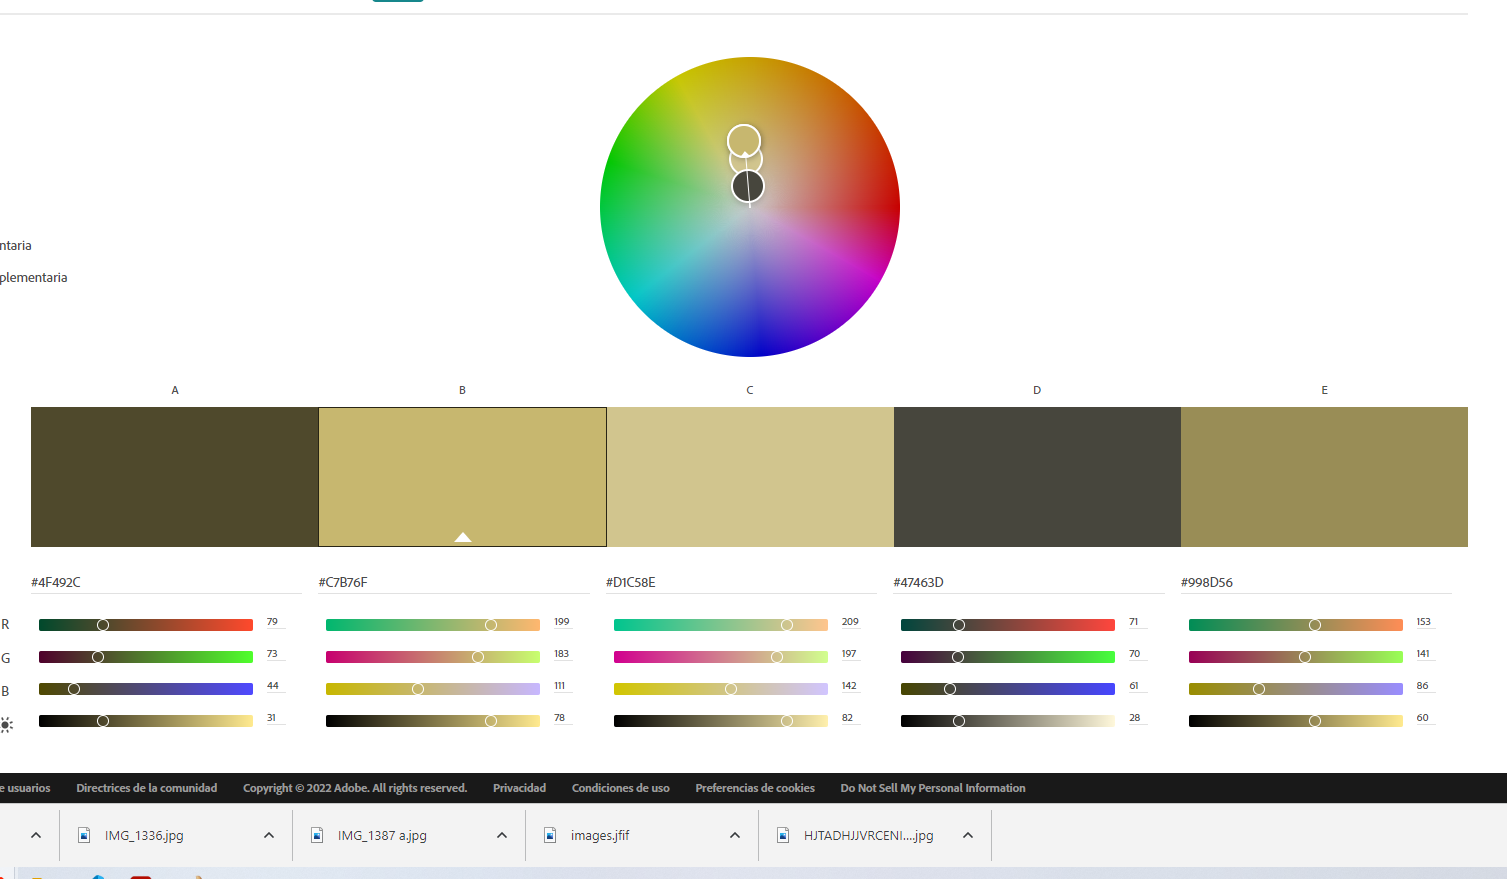 ntaria
plementaria
A B C D E
#4F492C #C7B76F #D1C58E #47463D #998D56
R 79 199 209 71 153
G 73 183 197 70 141
B 44 111 142 61 86
31 78 82 28 60
e usuarios Directrices de la comunidad Copyright © 2022 Adobe. All rights reserved. Privacidad Condiciones de uso Preferencias de cookies Do Not Sell My Personal Information
IMG_1336.jpg IMG_1387 a.jpg images.jfif HJTADHJJVRCENI....jpg